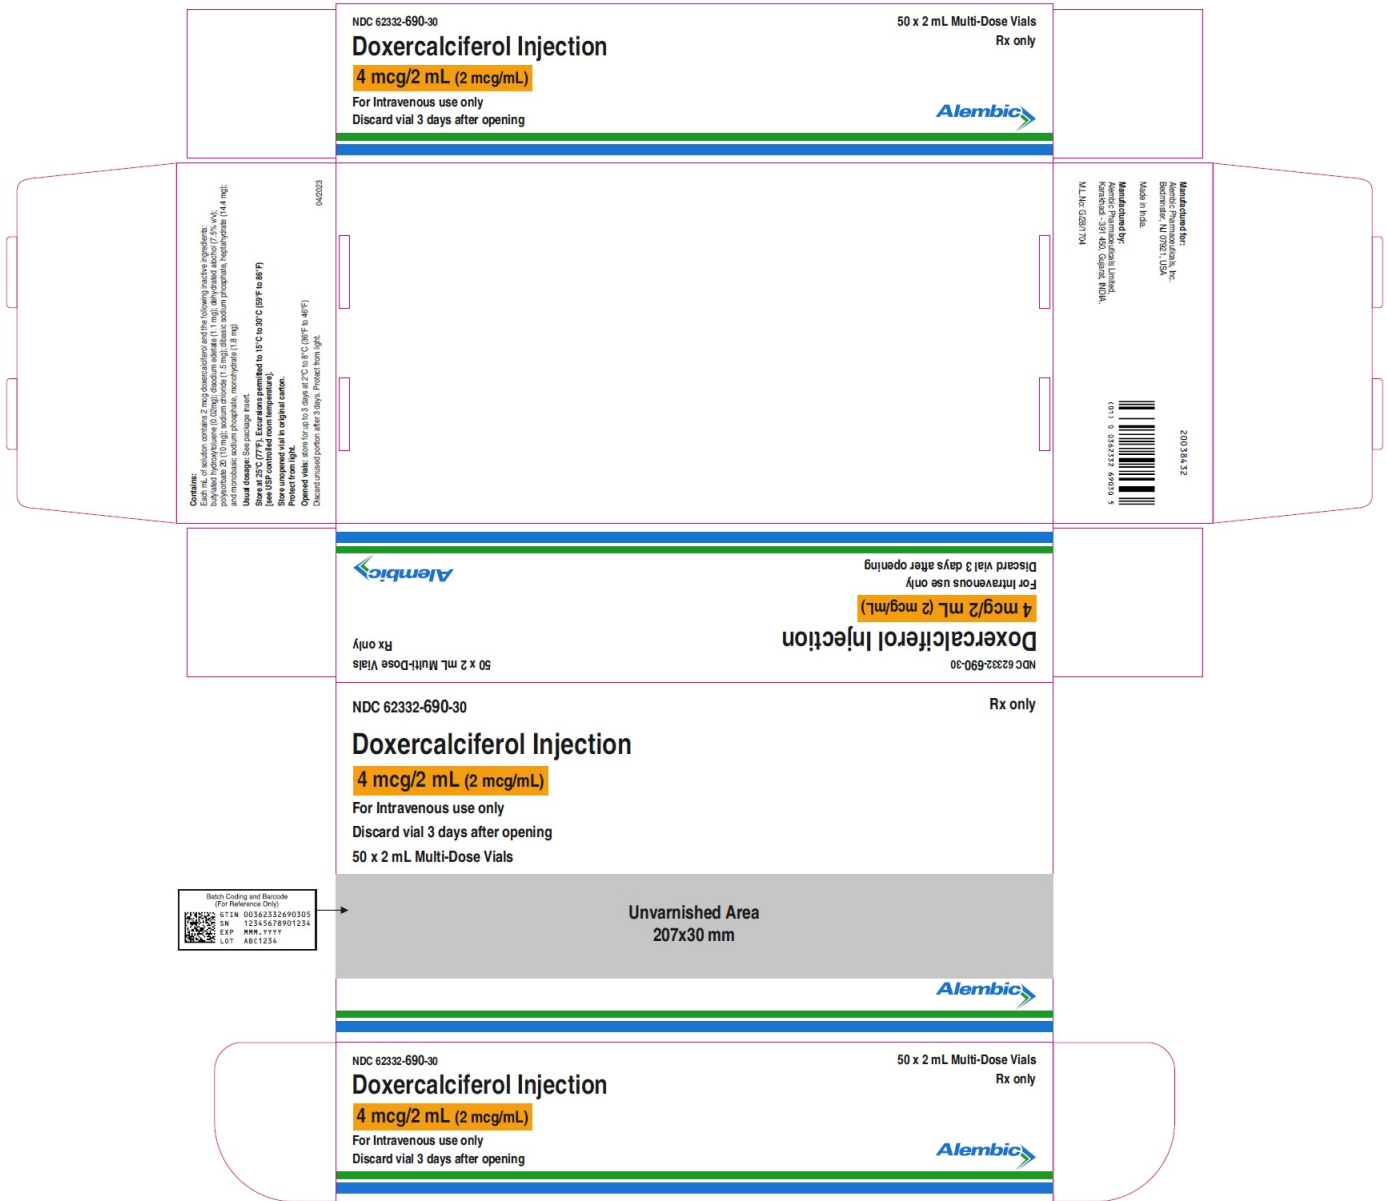 NDC 62332-690-30
50 x 2 mL Multi-Dose Vials
Doxercalciferol Injection
Rx only
4 mcg/2 mL (2 mcg/mL)
For Intravenous use only
Discard vial 3 days after opening
Alembic
Contains:
Each mL of solution contains 2 mcg doxercalciferol and the following inactive ingredients:
butylated hydroxytoluene (0.02mg); disodium edetate (1.1 mg); dehydrated alcohol (7.5% v/v);
polysorbate 20 (10 mg); sodium chloride (1.5 mg); dibasic sodium phosphate, heptahydrate (14.4 mg);
and monobasic sodium phosphate, monohydrate (1.8 mg)
Usual dosage: See package insert.
Store at 25°C (77°F). Excursions permitted to 15°C to 30°C (59°F to 86°F)
[see USP controlled room temperature].
Store unopened vial in original carton.
Protect from light.
Opened vials: store for up to 3 days at 2°C to 8°C (36°F to 46°F)
Discard unused portion after 3 days. Protect from light.
04/2023
Manufactured for:
Alembic Pharmaceuticals, Inc.
Bedminster, NJ 07921, USA
Made in India.
Manufactured by:
Alembic Pharmaceuticals Limited,
Karakhadi - 391 450, Gujarat, INDIA.
M.L.No: G/28/1704
20038432
(01) 0 0362332 69030 5
NDC 62332-690-30
50 x 2 mL Multi-Dose Vials
Doxercalciferol Injection
Rx only
4 mcg/2 mL (2 mcg/mL)
For Intravenous use only
Discard vial 3 days after opening
Alembic
NDC 62332-690-30
Rx only
Doxercalciferol Injection
4 mcg/2 mL (2 mcg/mL)
For Intravenous use only
Discard vial 3 days after opening
50 x 2 mL Multi-Dose Vials
Batch Coding and Barcode
(For Reference Only)
GTIN 00362332690305
SN 12345678901234
EXP MMM.YYYY
LOT ABC1234
Unvarnished Area
207x30 mm
Alembic
NDC 62332-690-30
50 x 2 mL Multi-Dose Vials
Doxercalciferol Injection
Rx only
4 mcg/2 mL (2 mcg/mL)
For Intravenous use only
Discard vial 3 days after opening
Alembic